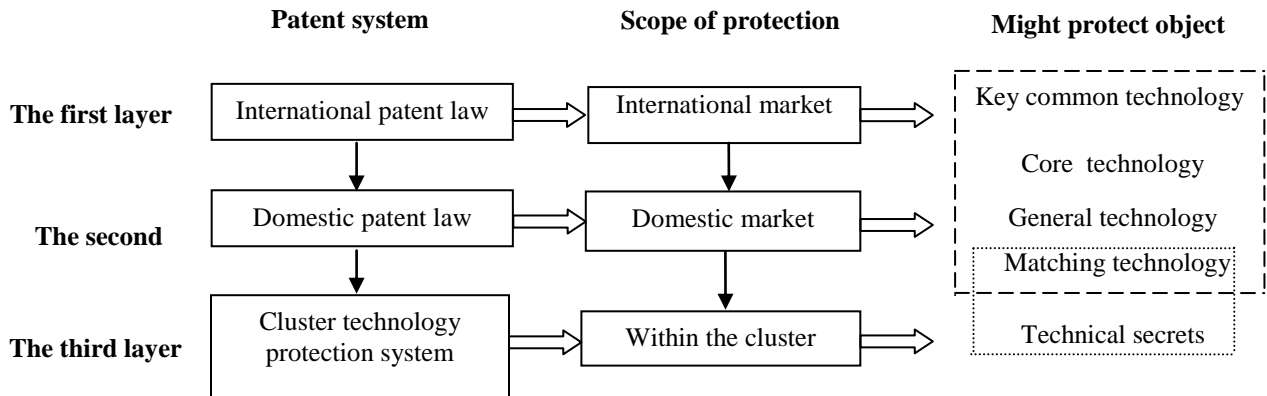 Patent system Scope of protection Might protect object
The first layer International patent law International market Key common technology
Core technology
The second Domestic patent law Domestic market General technology
Matching technology
The third layer Cluster technology
protection system Within the cluster Technical secrets